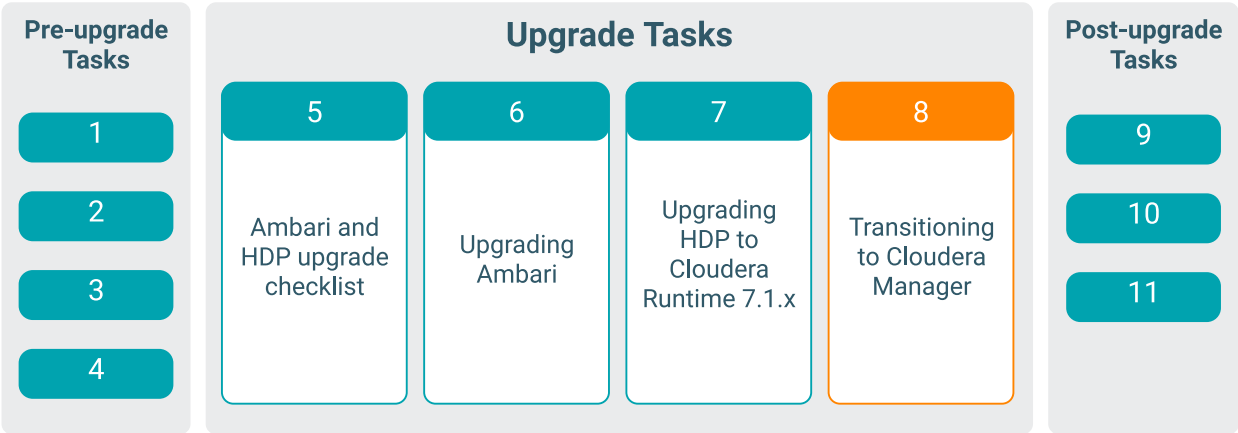 Pre-upgrade
Tasks
1
2
3
4
Upgrade Tasks
5
Ambari and
HDP upgrade
checklist
6
Upgrading
Ambari
7
Upgrading
HDP to
Cloudera
Runtime 7.1.x
8
Transitioning
to Cloudera
Manager
Post-upgrade
Tasks
9
10
11